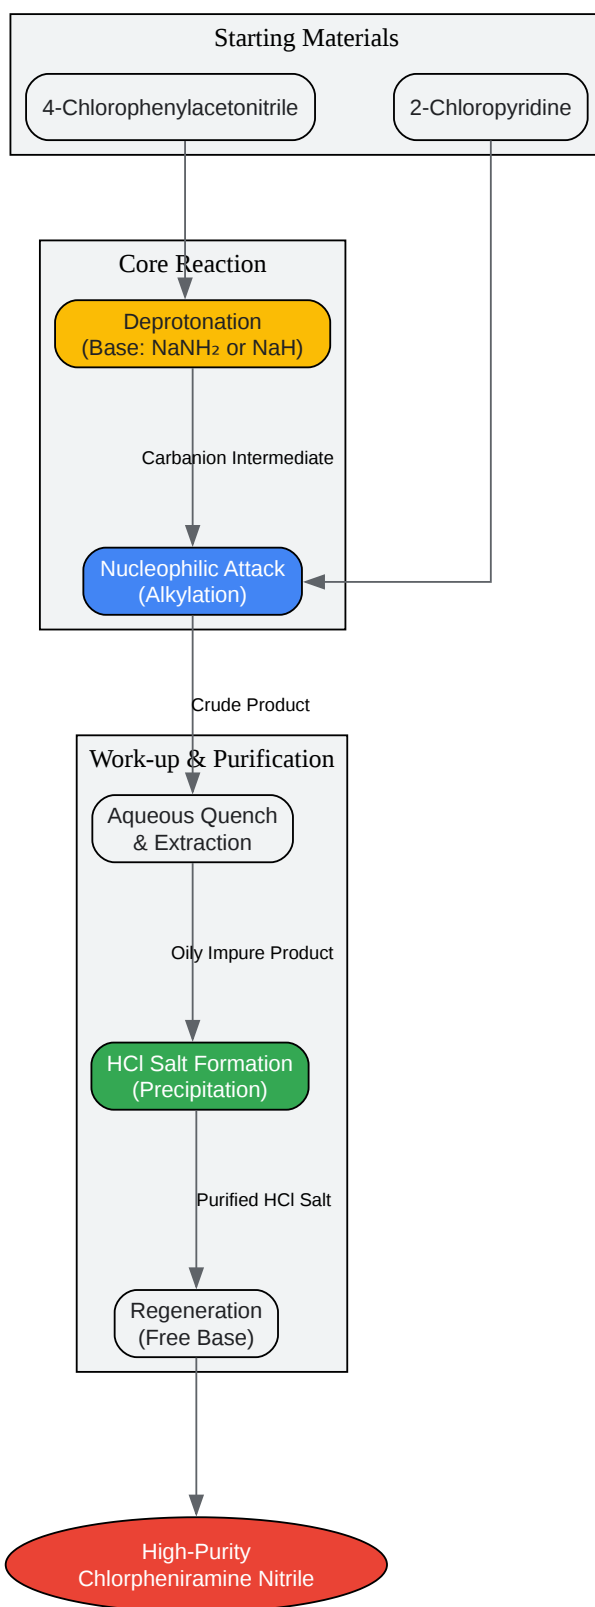 Starting Materials
4-Chlorophenylacetonitrile
2-Chloropyridine
Core Reaction
Deprotonation
(Base: NaNH₂ or NaH)
Carbanion Intermediate
Nucleophilic Attack
(Alkylation)
Crude Product
Work-up & Purification
Aqueous Quench
& Extraction
Oily Impure Product
HCl Salt Formation
(Precipitation)
Purified HCl Salt
Regeneration
(Free Base)
High-Purity
Chlorpheniramine Nitrile